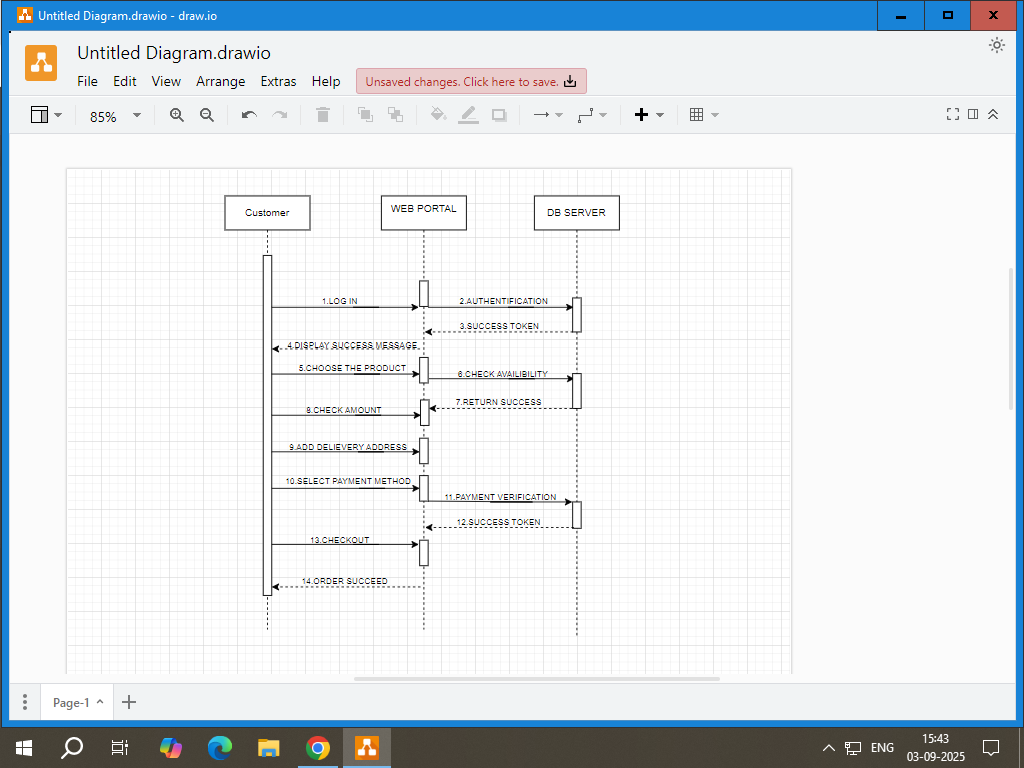 Untitled Diagram.drawio - draw.io
Untitled Diagram.drawio
File Edit View Arrange Extras Help Unsaved changes. Click here to save.
85%
Customer WEB PORTAL DB SERVER
1.LOG IN 2.AUTHENTIFICATION
3.SUCCESS TOKEN
4.DISPLAY SUCCESS MESSAGE
5.CHOOSE THE PRODUCT 6.CHECK AVAILIBILITY
7.RETURN SUCCESS
8.CHECK AMOUNT
9.ADD DELIEVERY ADDRESS
10.SELECT PAYMENT METHOD
11.PAYMENT VERIFICATION
12.SUCCESS TOKEN
13.CHECKOUT
14.ORDER SUCCEED
Page-1
ENG 15:43
03-09-2025